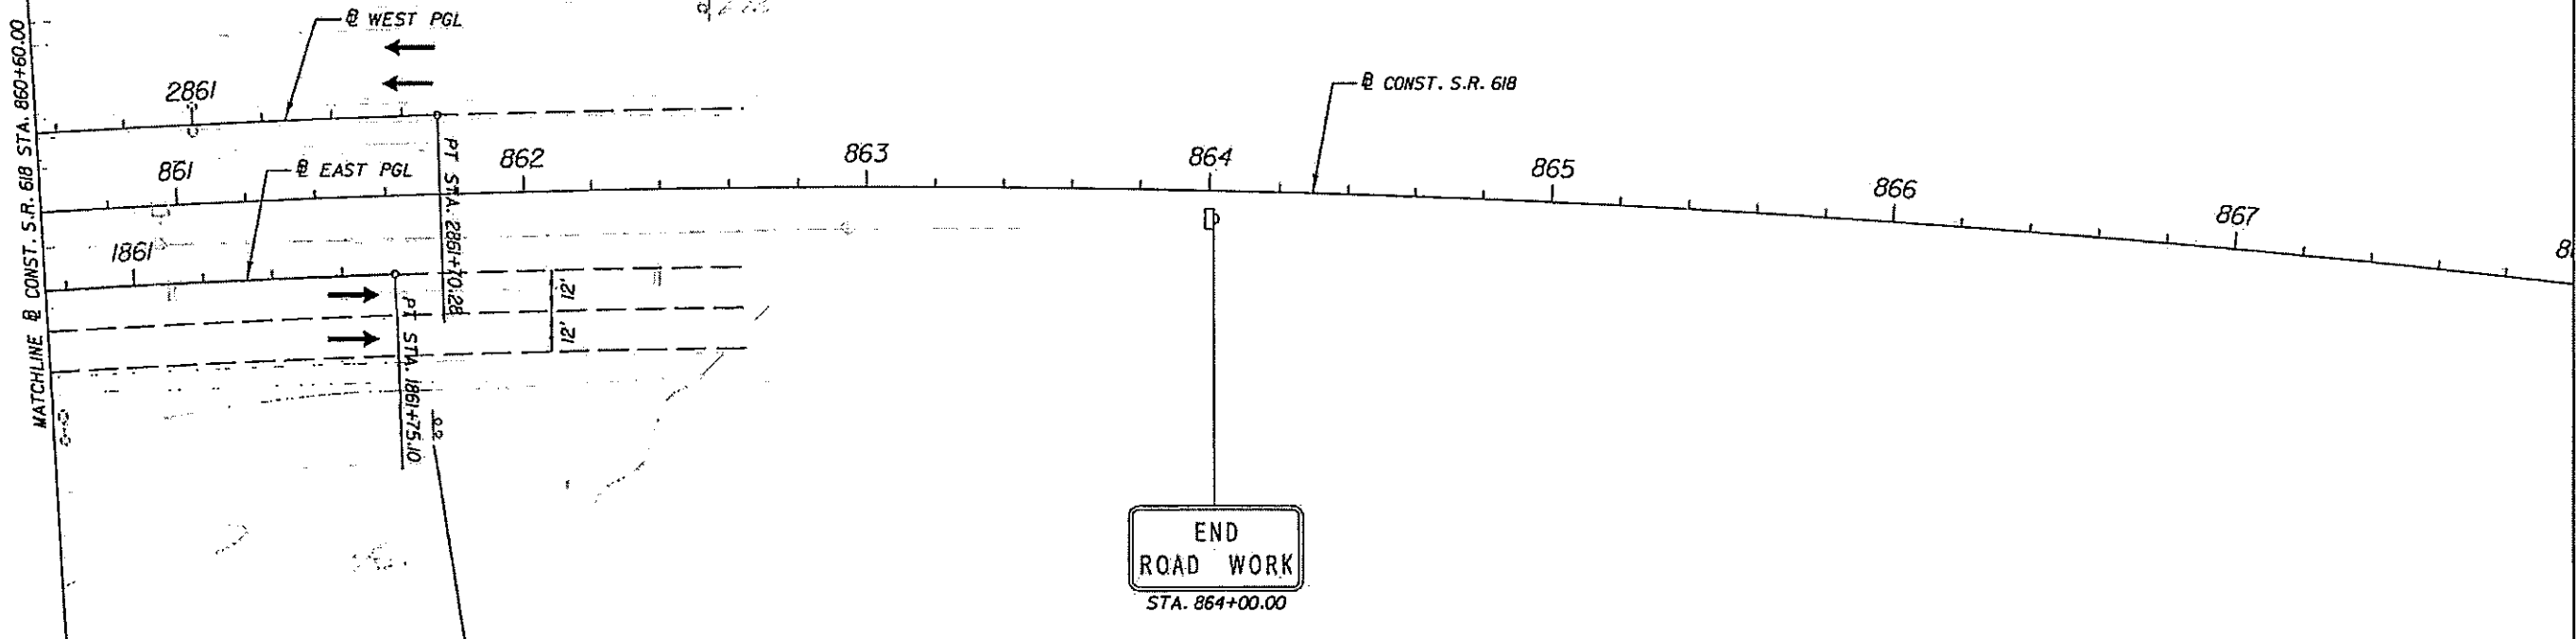 MATCHLINE ℄ CONST. S.R. 618 STA. 860+60.00
℄ WEST PGL
2861
861
℄ EAST PGL
1861
PT STA. 2861+70.28
PT STA. 1861+75.10
12'
12'
862
863
864
865
866
867
℄ CONST. S.R. 618
END
ROAD WORK
STA. 864+00.00